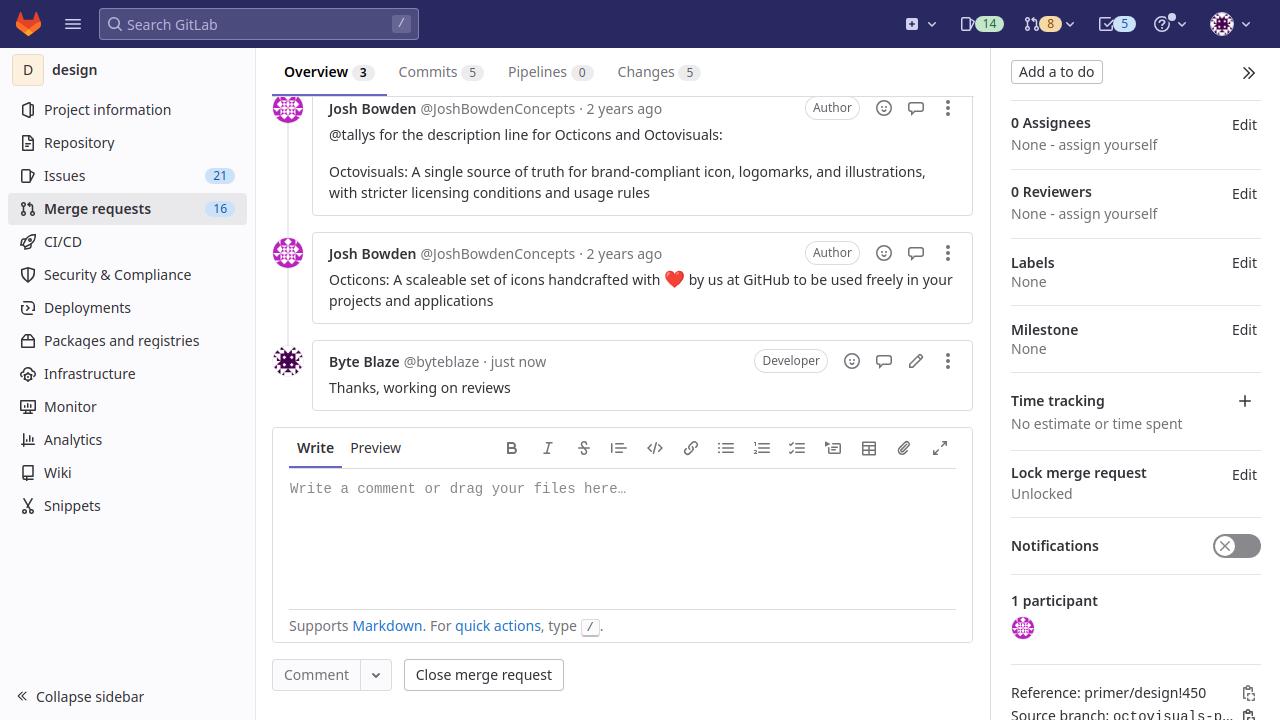 Search GitLab
/
14
8
5
D
design
Project information
Repository
Issues
21
Merge requests
16
CI/CD
Security & Compliance
Deployments
Packages and registries
Infrastructure
Monitor
Analytics
Wiki
Snippets
Collapse sidebar
Overview 3
Commits 5
Pipelines 0
Changes 5
Josh Bowden @JoshBowdenConcepts · 2 years ago
Author
@tallys for the description line for Octicons and Octovisuals:
Octovisuals: A single source of truth for brand-compliant icon, logomarks, and illustrations,
with stricter licensing conditions and usage rules
Josh Bowden @JoshBowdenConcepts · 2 years ago
Author
Octicons: A scaleable set of icons handcrafted with ❤️ by us at GitHub to be used freely in your
projects and applications
Byte Blaze @byteblaze · just now
Developer
Thanks, working on reviews
Write
Preview
Write a comment or drag your files here…
Supports Markdown. For quick actions, type /.
Comment
Close merge request
Add a to do
0 Assignees
Edit
None - assign yourself
0 Reviewers
Edit
None - assign yourself
Labels
Edit
None
Milestone
Edit
None
Time tracking
No estimate or time spent
Lock merge request
Edit
Unlocked
Notifications
1 participant
Reference: primer/design!450
Source branch: octovisuals-p…